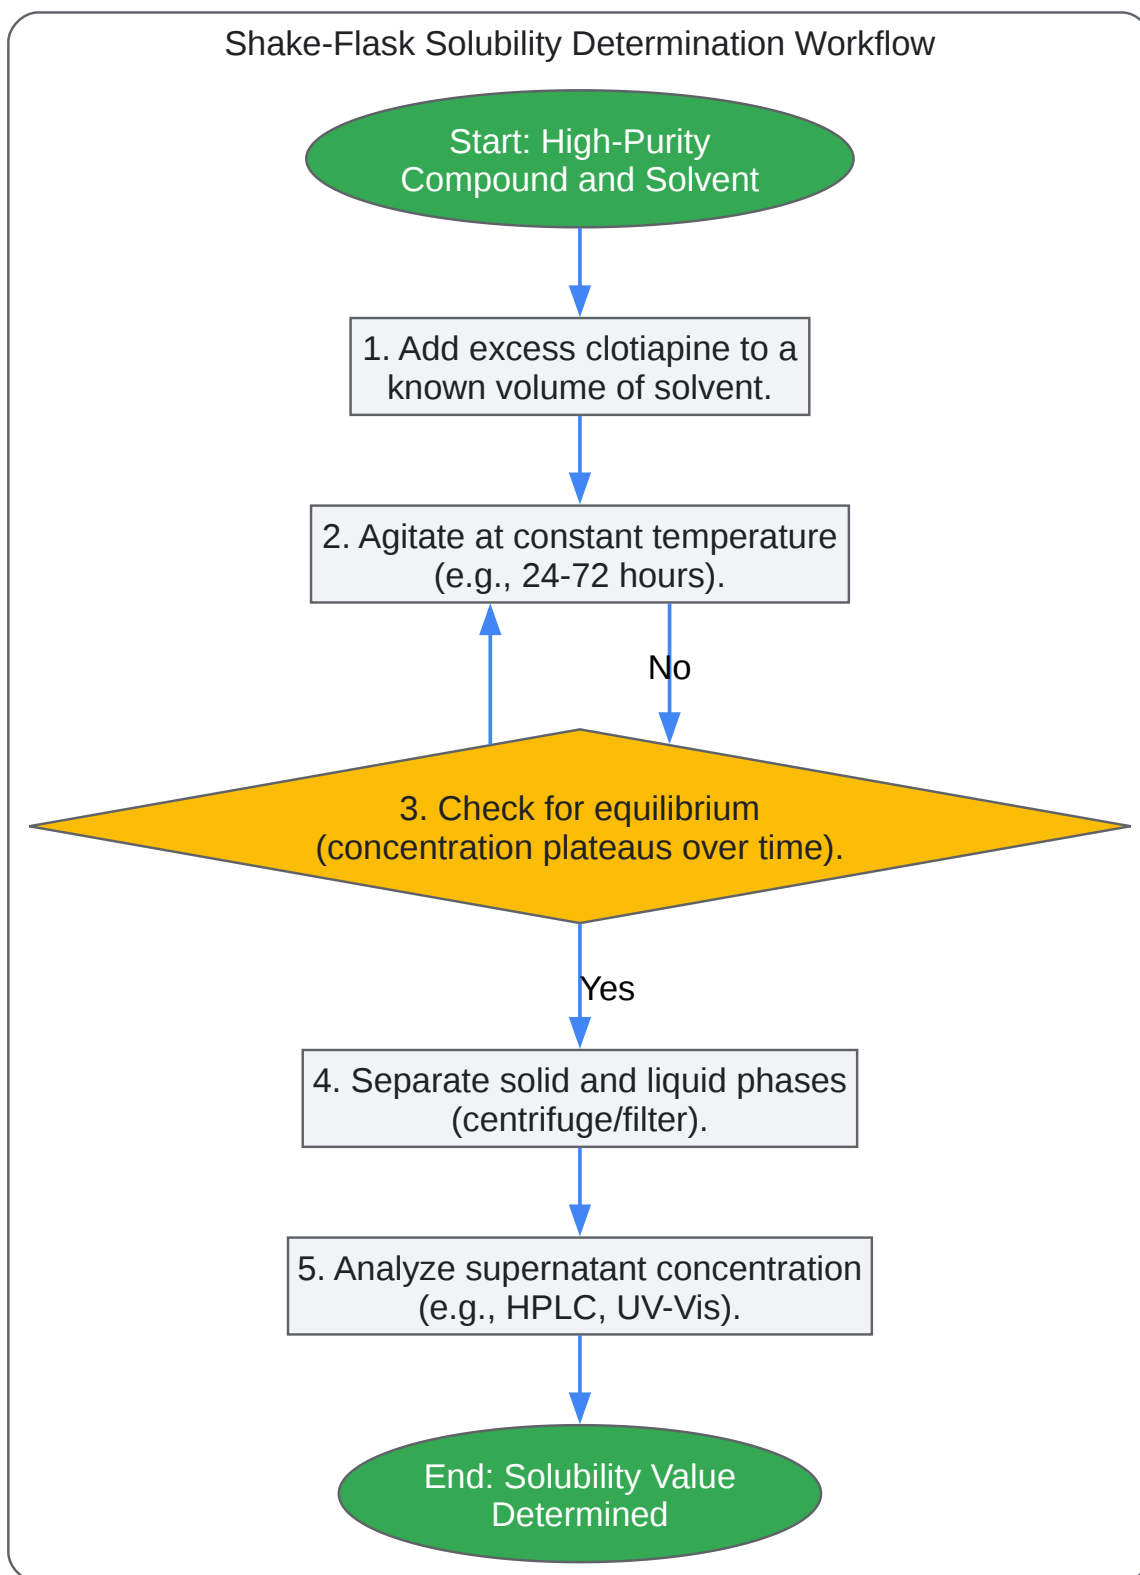 Shake-Flask Solubility Determination Workflow
Start: High-Purity
Compound and Solvent
1. Add excess clotiapine to a
known volume of solvent.
2. Agitate at constant temperature
(e.g., 24-72 hours).
No
3. Check for equilibrium
(concentration plateaus over time).
Yes
4. Separate solid and liquid phases
(centrifuge/filter).
5. Analyze supernatant concentration
(e.g., HPLC, UV-Vis).
End: Solubility Value
Determined